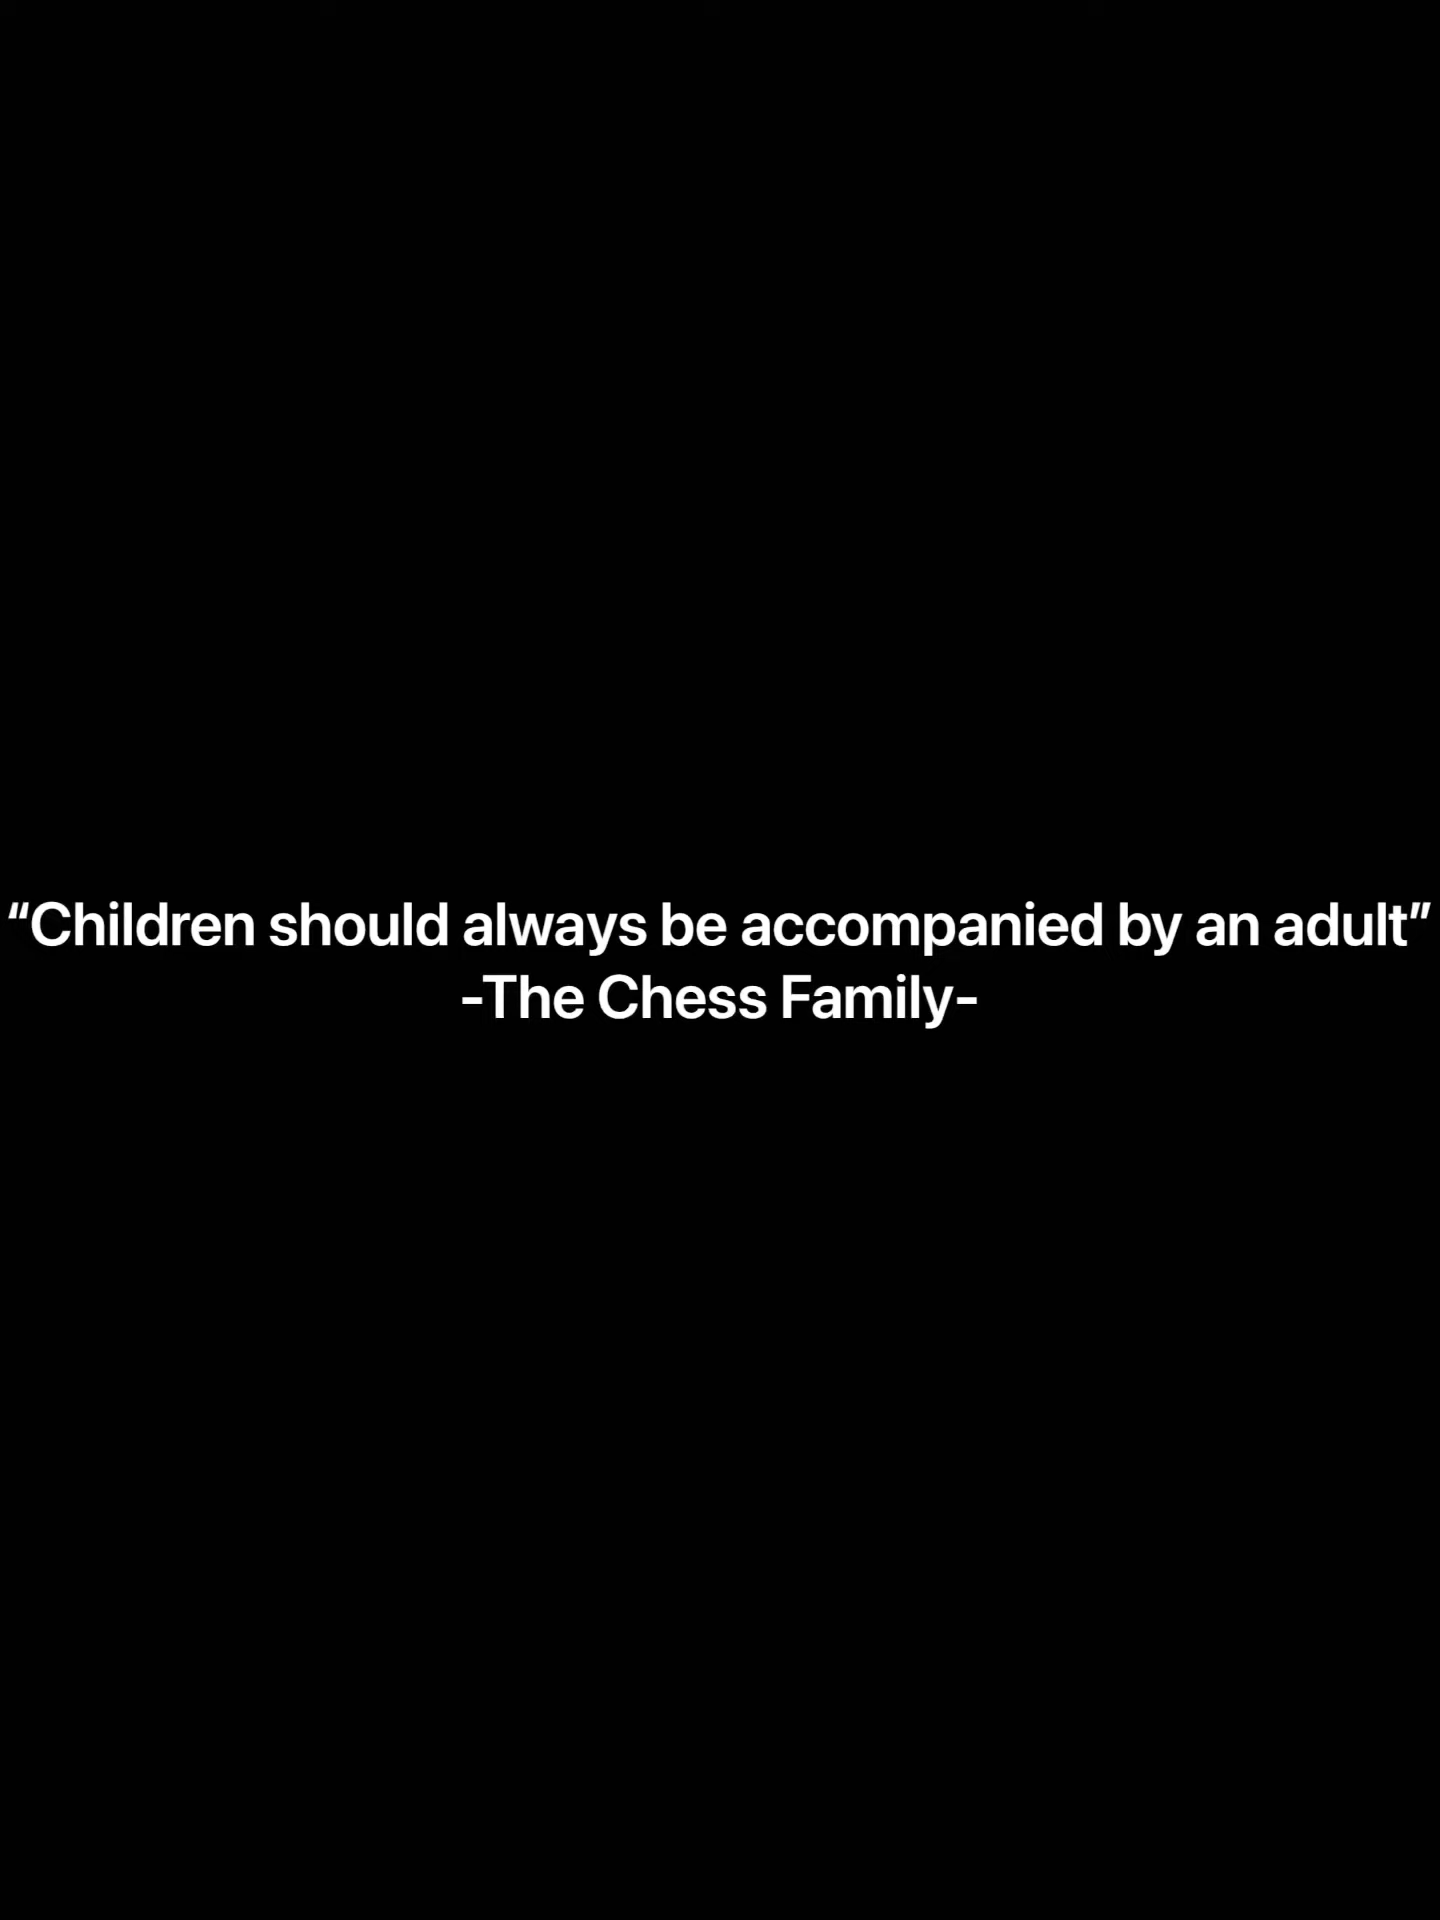 “Children should always be accompanied by an adult”
-The Chess Family-